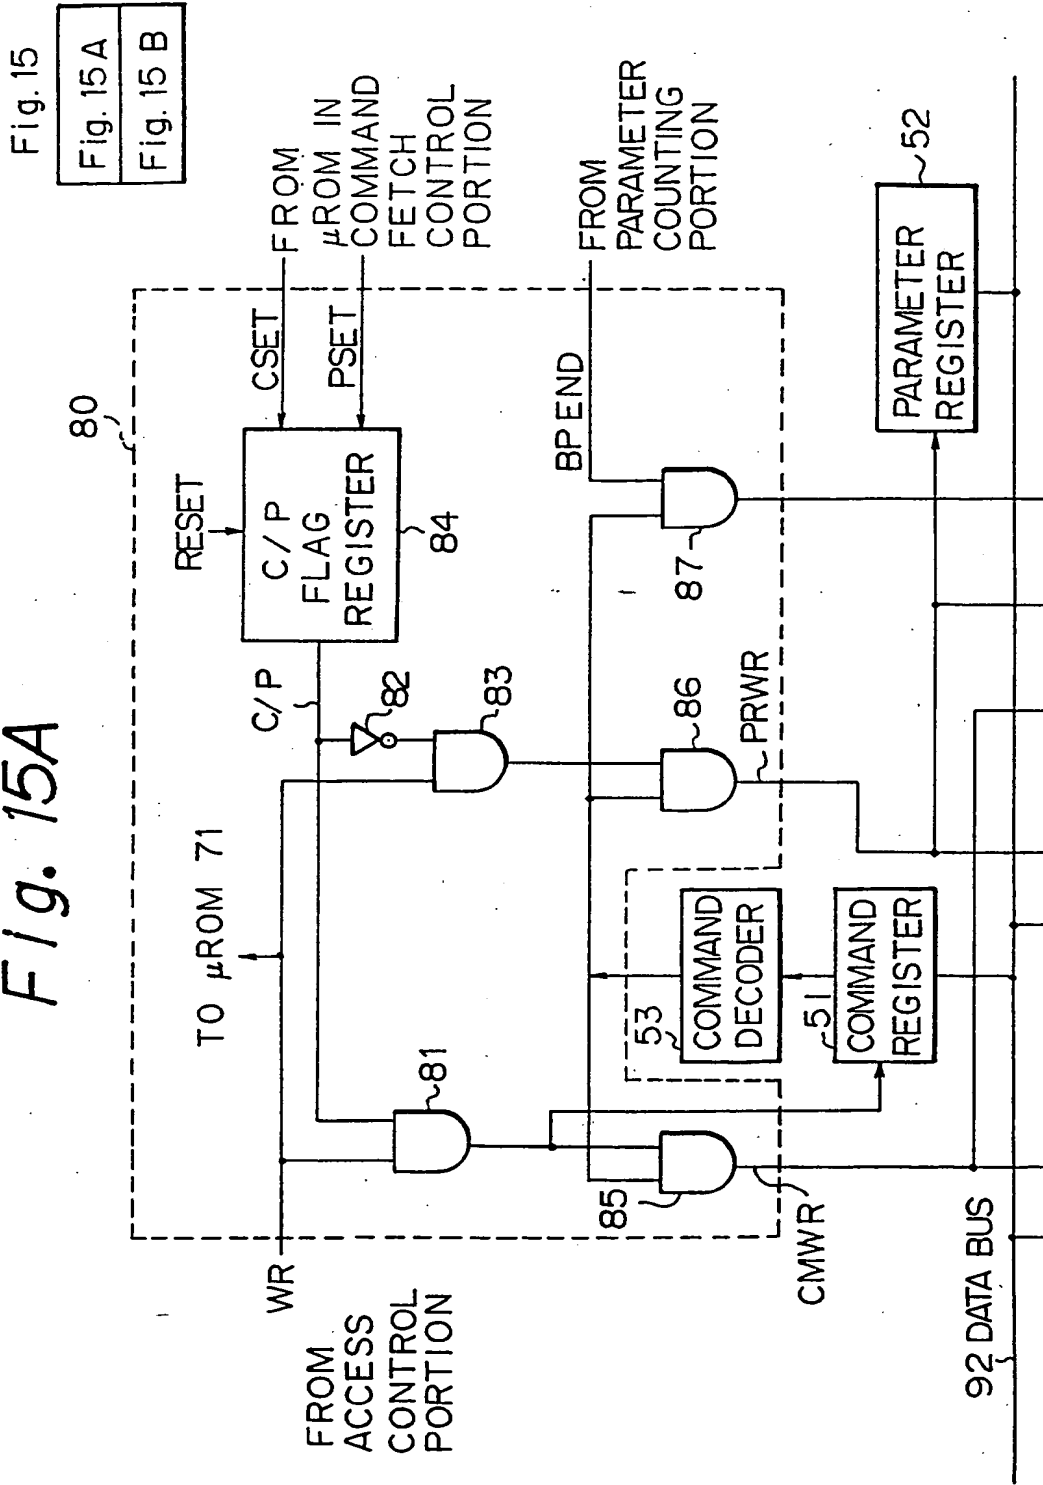 Fig. 15A
Fig. 15
Fig. 15A
Fig. 15B
80
RESET
CSET
PSET
FROM
μROM IN
COMMAND
FETCH
CONTROL
PORTION
C/P
FLAG
REGISTER
84
C/P
82
83
TO μROM 71
WR
FROM
ACCESS
CONTROL
PORTION
81
BP END
FROM
PARAMETER
COUNTING
PORTION
85
86
87
CMWR
PRWR
53
COMMAND
DECODER
51
COMMAND
REGISTER
52
PARAMETER
REGISTER
92 DATA BUS